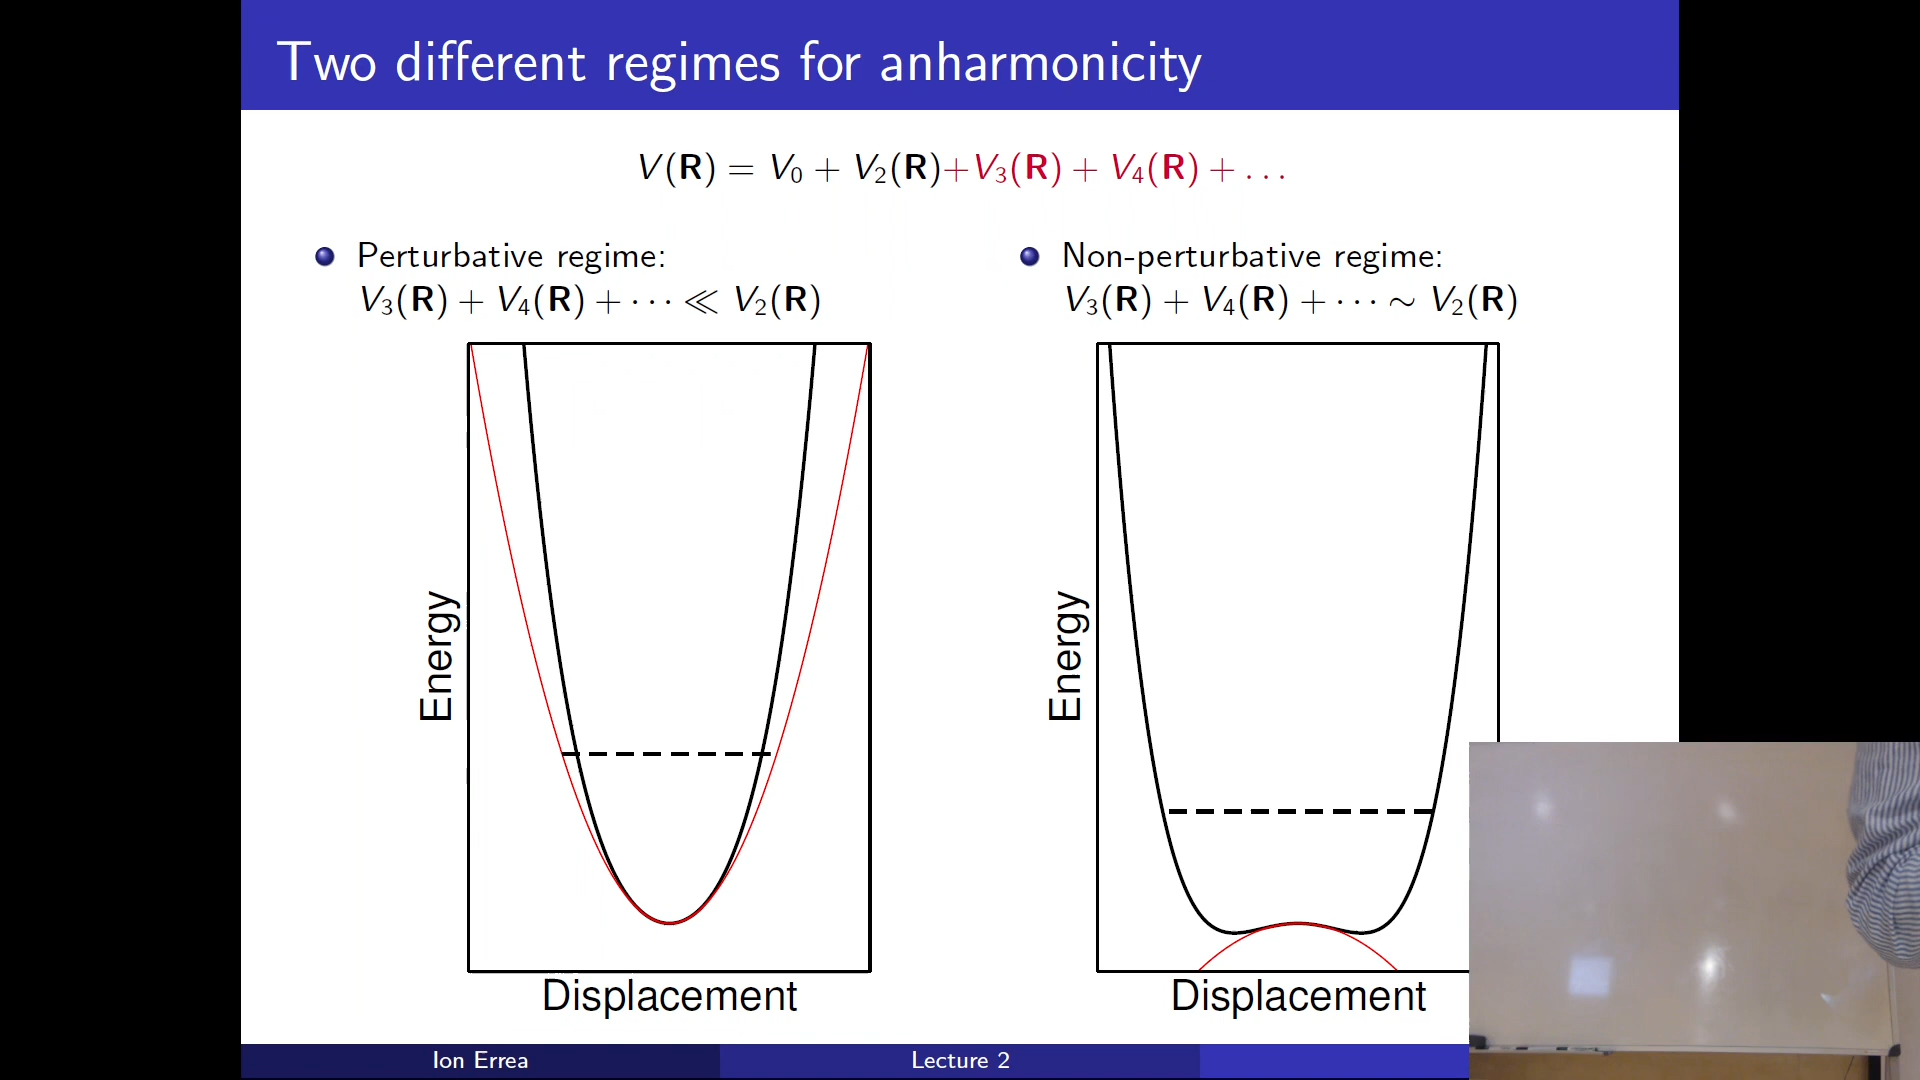 Two different regimes for anharmonicity
V(R) = V₀ + V₂(R)+V₃(R) + V₄(R) + . . .
Perturbative regime:
V₃(R) + V₄(R) + · · · ≪ V₂(R)
Energy
Displacement
Non-perturbative regime:
V₃(R) + V₄(R) + · · · ∼ V₂(R)
Energy
Displacement
Ion Errea
Lecture 2